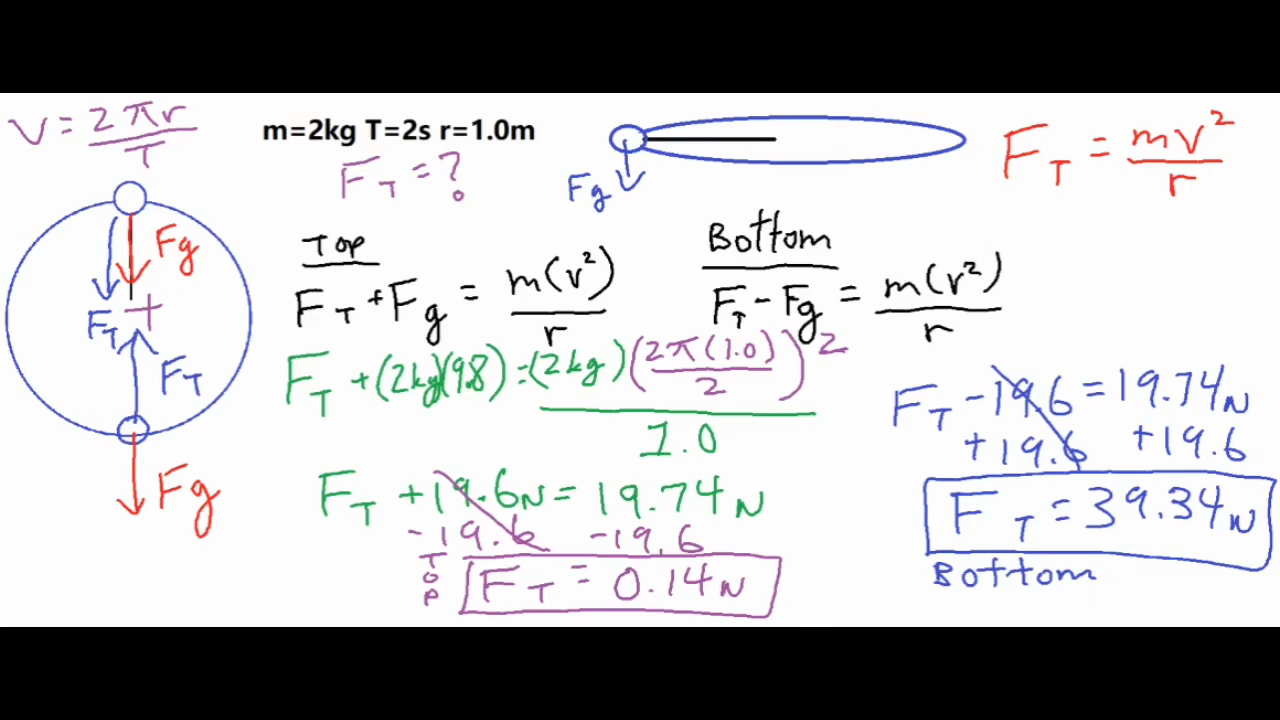 V = 2πr / T
m=2kg T=2s r=1.0m
F_T = ?
Fg
F_T = mv² / r
Fg
F_T
F_T
Fg
Top
F_T + Fg = m(v²) / r
F_T + (2kg)(9.8) = (2kg)(2π(1.0) / 2)² / 1.0
F_T + 19.6N = 19.74N
-19.6 -19.6
TOP
F_T = 0.14N
Bottom
F_T - Fg = m(v²) / r
F_T - 19.6 = 19.74N
+19.6 +19.6
F_T = 39.34N
Bottom